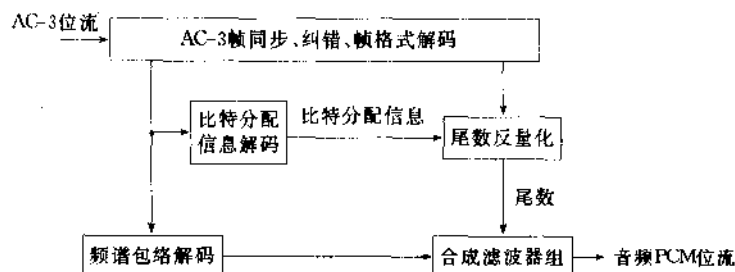 AC-3位流
AC-3帧同步、纠错、帧格式解码
比特分配
信息解码
比特分配信息
尾数反量化
尾数
频谱包络解码
合成滤波器组
音频PCM位流